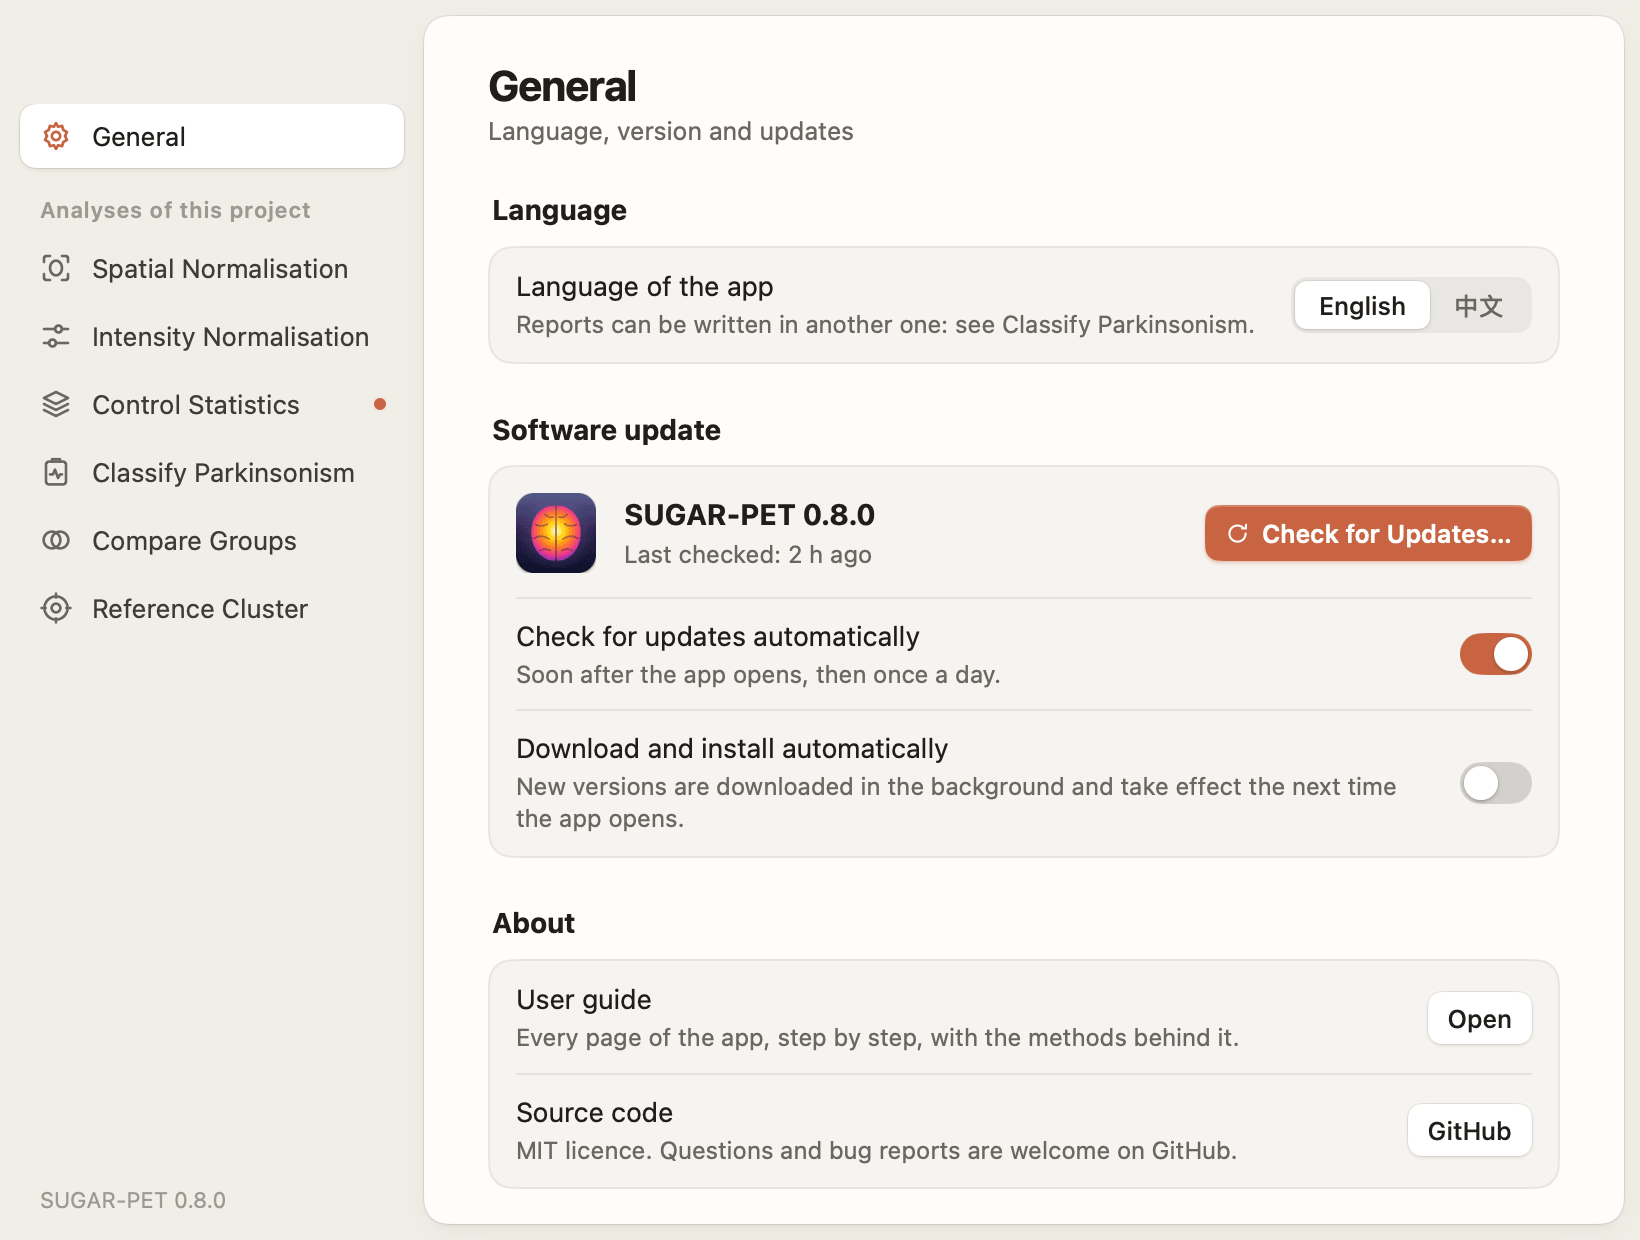 General
Analyses of this project
Spatial Normalisation
Intensity Normalisation
Control Statistics
Classify Parkinsonism
Compare Groups
Reference Cluster
SUGAR-PET 0.8.0
General
Language, version and updates
Language
Language of the app
Reports can be written in another one: see Classify Parkinsonism.
English
中文
Software update
SUGAR-PET 0.8.0
Last checked: 2 h ago
Check for Updates...
Check for updates automatically
Soon after the app opens, then once a day.
Download and install automatically
New versions are downloaded in the background and take effect the next time
the app opens.
About
User guide
Every page of the app, step by step, with the methods behind it.
Open
Source code
MIT licence. Questions and bug reports are welcome on GitHub.
GitHub